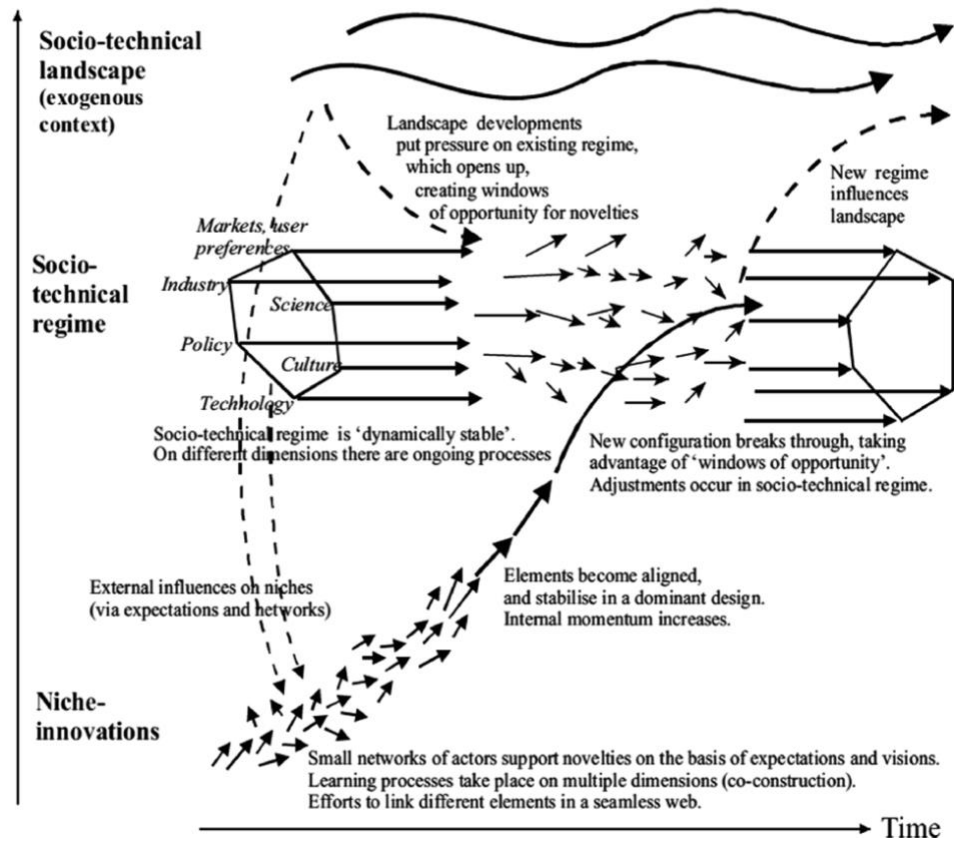 Socio-technical
landscape
(exogenous
context)
Landscape developments
put pressure on existing regime,
which opens up,
creating windows
of opportunity for novelties
New regime
influences
landscape
Socio-
technical
regime
Markets, user
preferences
Industry
Science
Policy
Culture
Technology
Socio-technical regime is ‘dynamically stable’.
On different dimensions there are ongoing processes
New configuration breaks through, taking
advantage of ‘windows of opportunity’.
Adjustments occur in socio-technical regime.
External influences on niches
(via expectations and networks)
Elements become aligned,
and stabilise in a dominant design.
Internal momentum increases.
Niche-
innovations
Small networks of actors support novelties on the basis of expectations and visions.
Learning processes take place on multiple dimensions (co-construction).
Efforts to link different elements in a seamless web.
Time